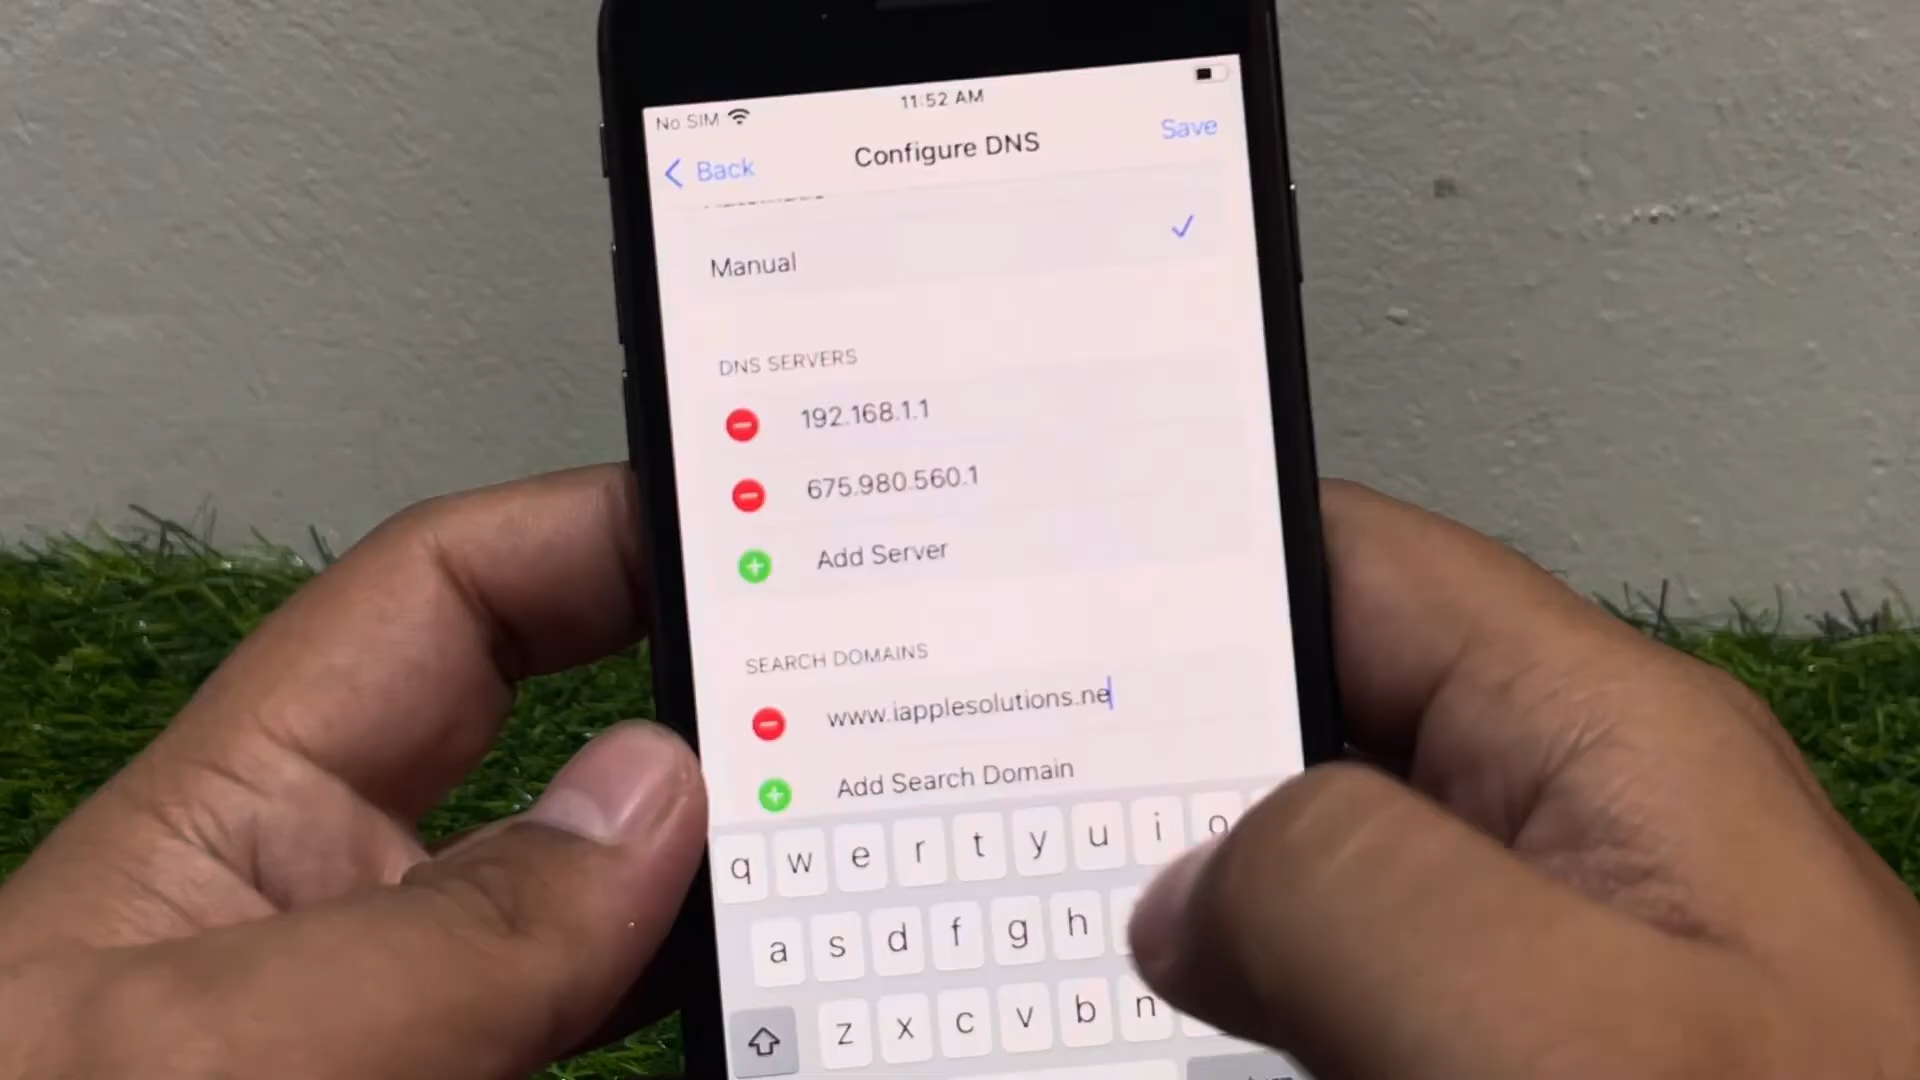 No SIM
11:52 AM
Back
Configure DNS
Save
Manual
DNS SERVERS
192.168.1.1
675.980.560.1
Add Server
SEARCH DOMAINS
www.iapplesolutions.ne
Add Search Domain
q w e r t y u i o
a s d f g h
z x c v b n